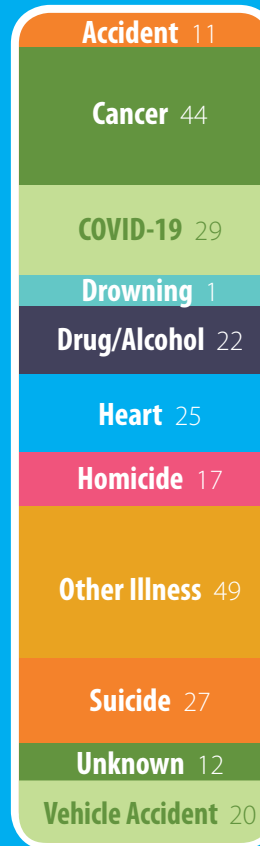 Accident 11
Cancer 44
COVID-19 29
Drowning 1
Drug/Alcohol 22
Heart 25
Homicide 17
Other Illness 49
Suicide 27
Unknown 12
Vehicle Accident 20